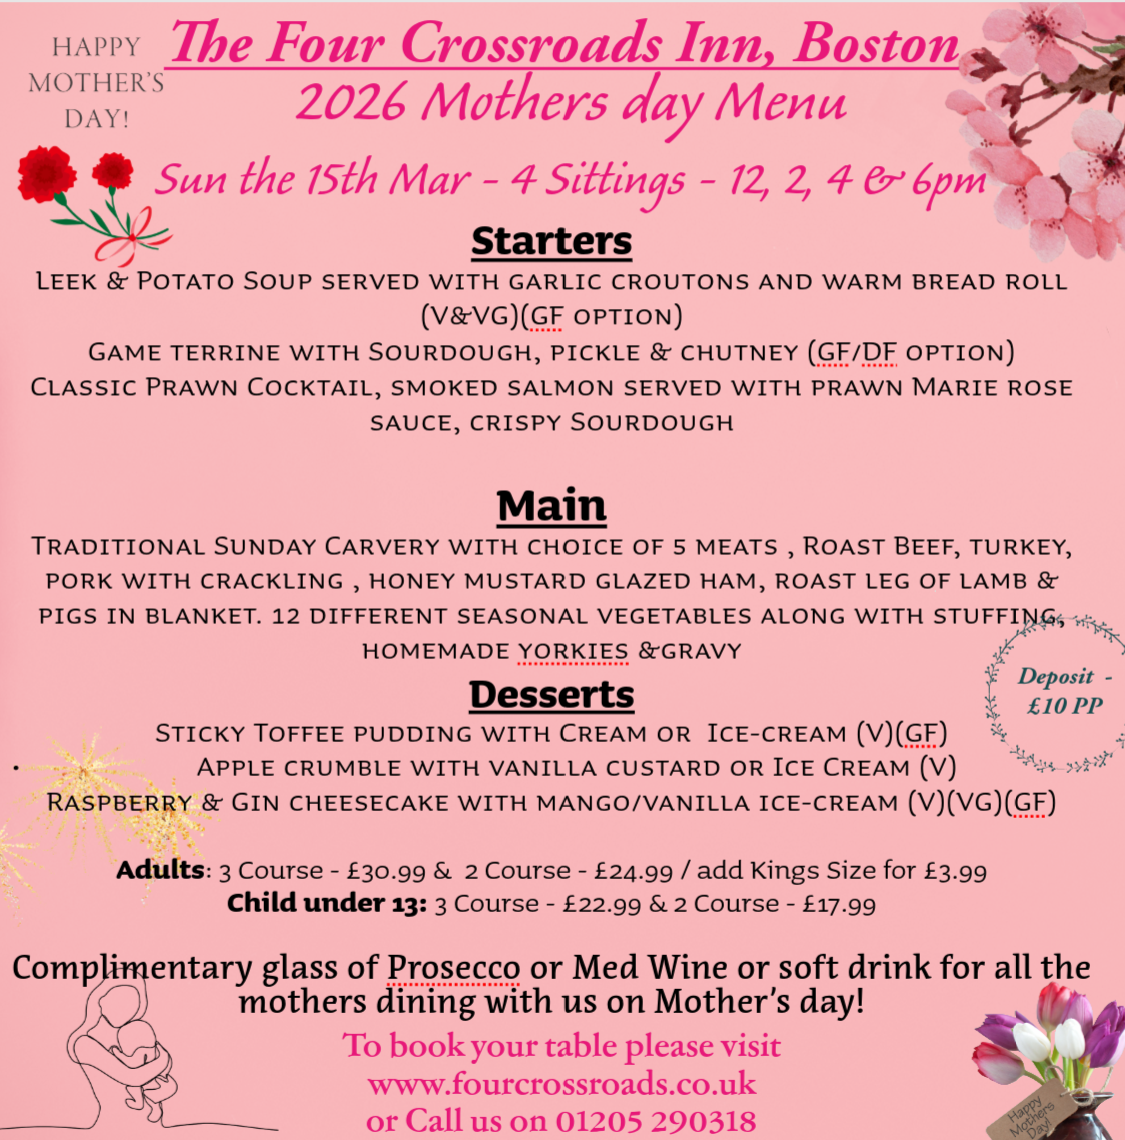 HAPPY
MOTHER'S
DAY!
The Four Crossroads Inn, Boston
2026 Mothers day Menu
Sun the 15th Mar - 4 Sittings - 12, 2, 4 & 6pm
Starters
Leek & Potato Soup served with garlic croutons and warm bread roll
(V&VG)(GF option)
Game terrine with Sourdough, pickle & chutney (GF/DF option)
Classic Prawn Cocktail, smoked salmon served with prawn Marie rose
sauce, crispy Sourdough
Main
Traditional Sunday Carvery with choice of 5 meats , Roast Beef, turkey,
pork with crackling , honey mustard glazed ham, roast leg of lamb &
pigs in blanket. 12 different seasonal vegetables along with stuffing,
homemade yorkies &gravy
Deposit -
£10 PP
Desserts
Sticky Toffee pudding with Cream or Ice-cream (V)(GF)
Apple crumble with vanilla custard or Ice Cream (V)
Raspberry & Gin cheesecake with mango/vanilla ice-cream (V)(VG)(GF)
Adults: 3 Course - £30.99 & 2 Course - £24.99 / add Kings Size for £3.99
Child under 13: 3 Course - £22.99 & 2 Course - £17.99
Complimentary glass of Prosecco or Med Wine or soft drink for all the
mothers dining with us on Mother's day!
To book your table please visit
www.fourcrossroads.co.uk
or Call us on 01205 290318
Happy
Mothers
Day!